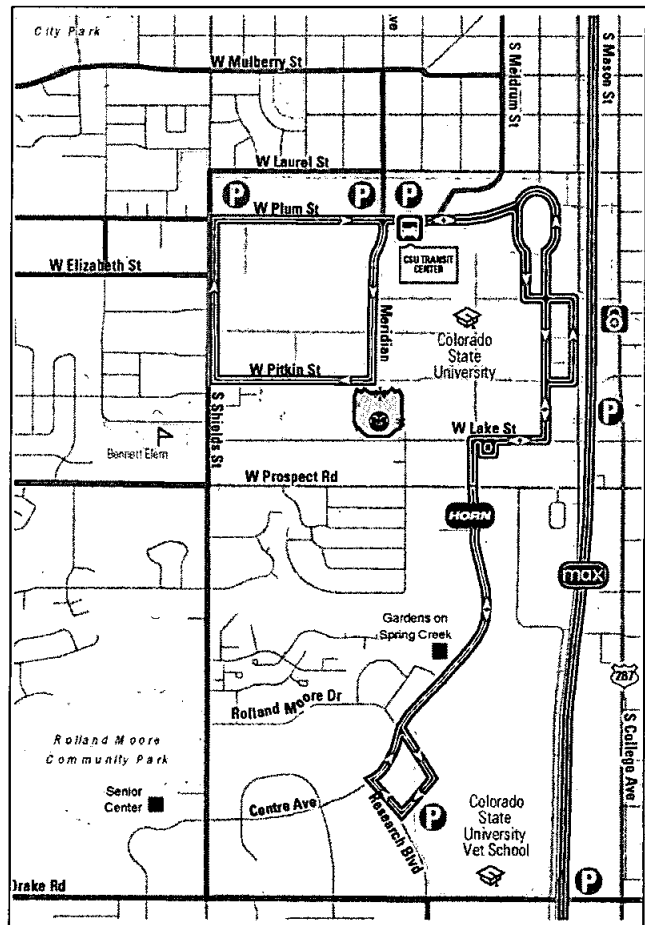 City Park
S Mason St
S Meldrum St
W Mulberry St
W Laurel St
P
P
P
W Plum St
CSU TRANSIT
CENTER
W Elizabeth St
Meridian
Colorado
State
University
W Pitkin St
P
S Shields St
W Lake St
Bennett Elem
W Prospect Rd
HORN
max
Gardens on
Spring Creek
287
Rolland Moore Dr
S College Ave
Rolland Moore
Community Park
Senior
Center
Centre Ave
Research Blvd
P
Colorado
State
University
Vet School
P
Drake Rd